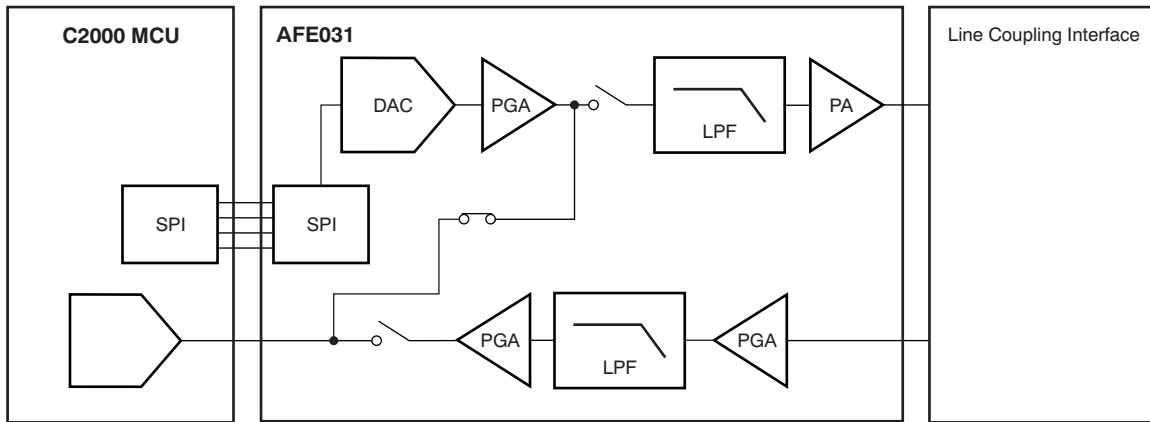 C2000 MCU
AFE031
Line Coupling Interface
DAC
PGA
LPF
PA
SPI
SPI
PGA
LPF
PGA